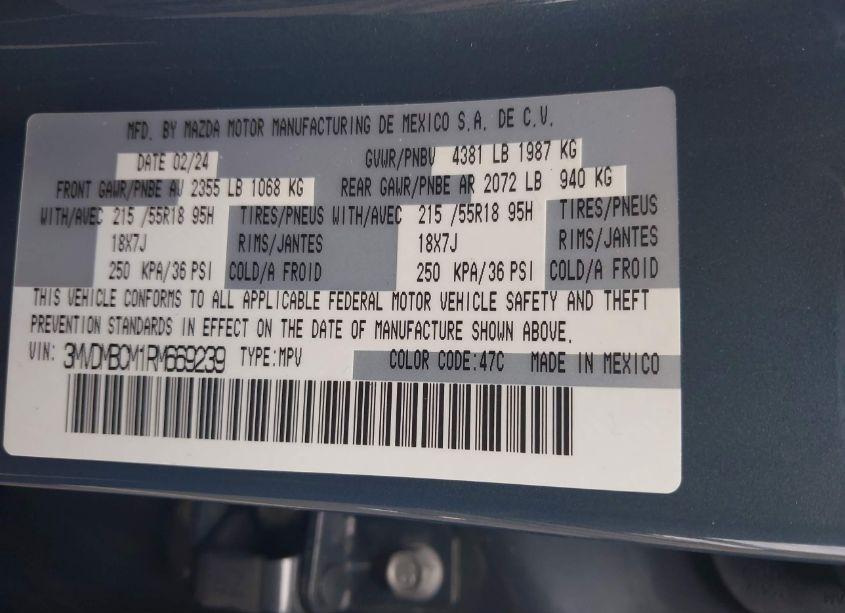 MFD. BY MAZDA MOTOR MANUFACTURING DE MEXICO S.A. DE C.V.
DATE 02/24 GVWR/PNBV 4381 LB 1987 KG
FRONT GAWR/PNBE AV 2355 LB 1068 KG REAR GAWR/PNBE AR 2072 LB 940 KG
WITH/AVEC 215 /55R18 95H TIRES/PNEUS WITH/AVEC 215 /55R18 95H TIRES/PNEUS
18X7J RIMS/JANTES 18X7J RIMS/JANTES
250 KPA/36 PSI COLD/A FROID 250 KPA/36 PSI COLD/A FROID
THIS VEHICLE CONFORMS TO ALL APPLICABLE FEDERAL MOTOR VEHICLE SAFETY AND THEFT
PREVENTION STANDARDS IN EFFECT ON THE DATE OF MANUFACTURE SHOWN ABOVE.
VIN: 3MVDMBCM1RM669239 TYPE:MPV COLOR CODE:47C MADE IN MEXICO